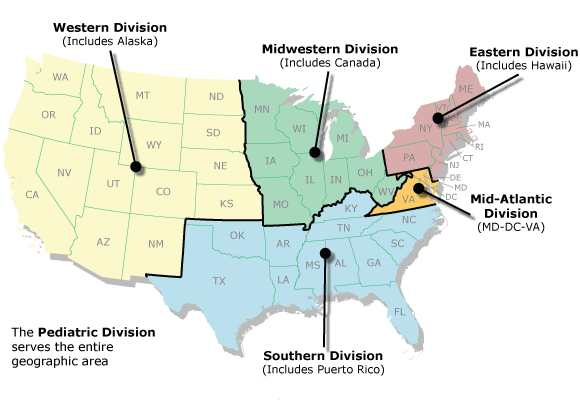 Western Division
(Includes Alaska)
Midwestern Division
(Includes Canada)
Eastern Division
(Includes Hawaii)
WA
MT
ND
MN
ME
VT
OR
ID
SD
WI
MI
NY
MA
WY
RI
IA
PA
CT
NV
NE
NJ
UT
CO
IL
IN
OH
DE
CA
WV
MD
KS
MO
VA
DC
KY
Mid-Atlantic
Division
(MD-DC-VA)
AZ
NM
OK
AR
TN
NC
SC
TX
LA
MS
AL
GA
FL
The Pediatric Division
serves the entire
geographic area
Southern Division
(Includes Puerto Rico)